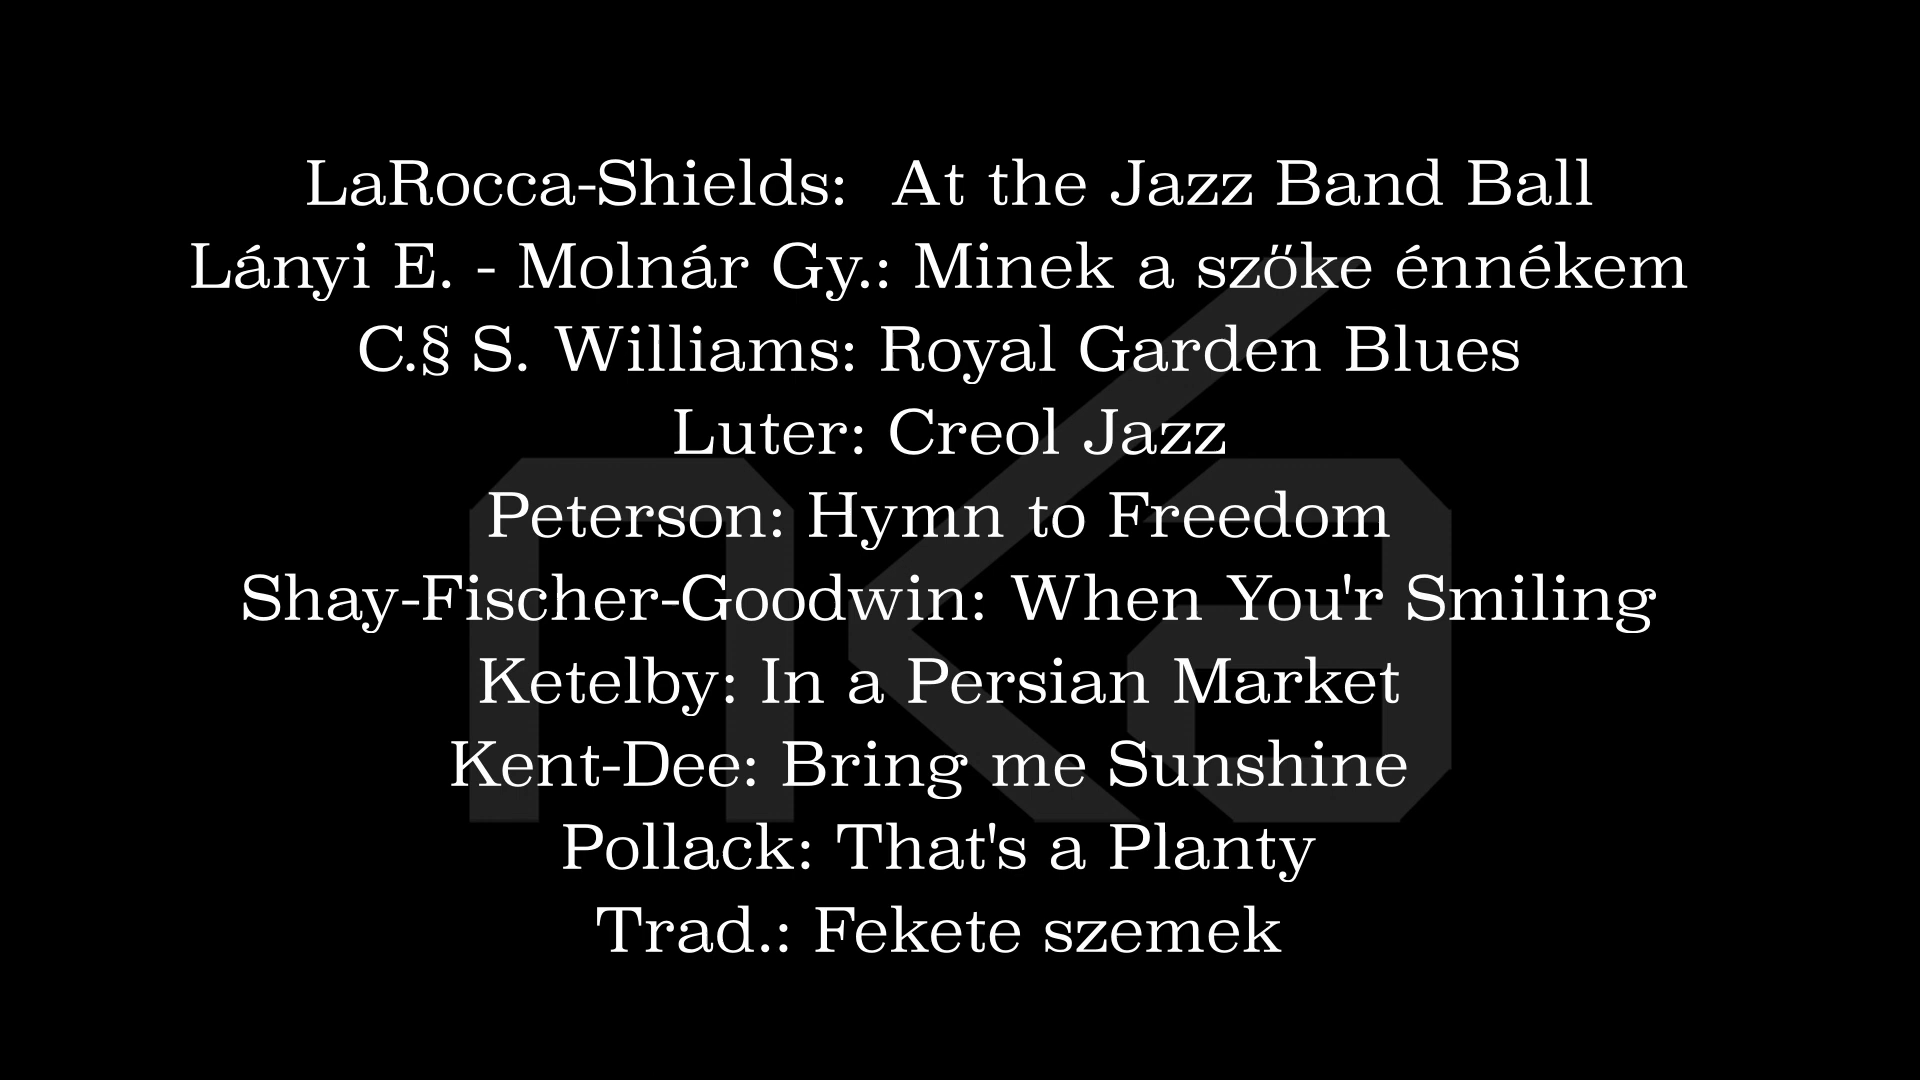 LaRocca-Shields: At the Jazz Band Ball
Lányi E. - Molnár Gy.: Minek a szőke énnékem
C.§ S. Williams: Royal Garden Blues
Luter: Creol Jazz
Peterson: Hymn to Freedom
Shay-Fischer-Goodwin: When You'r Smiling
Ketelby: In a Persian Market
Kent-Dee: Bring me Sunshine
Pollack: That's a Planty
Trad.: Fekete szemek
nka